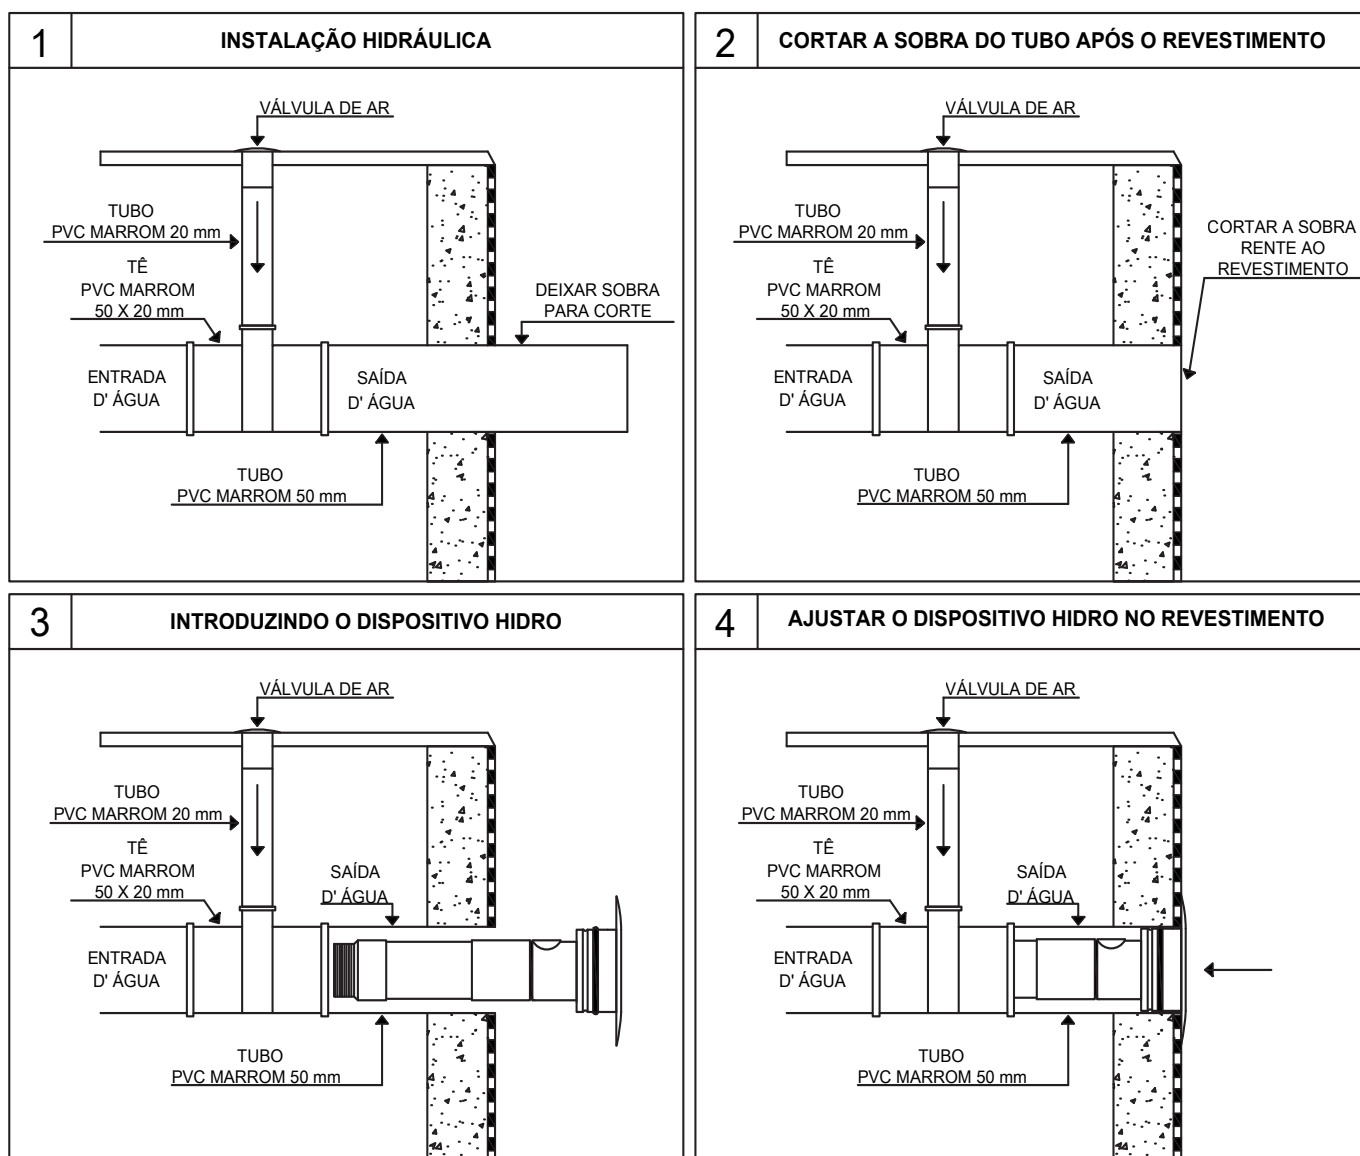 1
INSTALAÇÃO HIDRÁULICA
VÁLVULA DE AR
TUBO
PVC MARROM 20 mm
TÊ
PVC MARROM
50 X 20 mm
DEIXAR SOBRA
PARA CORTE
ENTRADA
D' ÁGUA
SAÍDA
D' ÁGUA
TUBO
PVC MARROM 50 mm
2
CORTAR A SOBRA DO TUBO APÓS O REVESTIMENTO
VÁLVULA DE AR
TUBO
PVC MARROM 20 mm
TÊ
PVC MARROM
50 X 20 mm
CORTAR A SOBRA
RENTE AO
REVESTIMENTO
ENTRADA
D' ÁGUA
SAÍDA
D' ÁGUA
TUBO
PVC MARROM 50 mm
3
INTRODUZINDO O DISPOSITIVO HIDRO
VÁLVULA DE AR
TUBO
PVC MARROM 20 mm
TÊ
PVC MARROM
50 X 20 mm
SAÍDA
D' ÁGUA
ENTRADA
D' ÁGUA
TUBO
PVC MARROM 50 mm
4
AJUSTAR O DISPOSITIVO HIDRO NO REVESTIMENTO
VÁLVULA DE AR
TUBO
PVC MARROM 20 mm
TÊ
PVC MARROM
50 X 20 mm
SAÍDA
D' ÁGUA
ENTRADA
D' ÁGUA
TUBO
PVC MARROM 50 mm